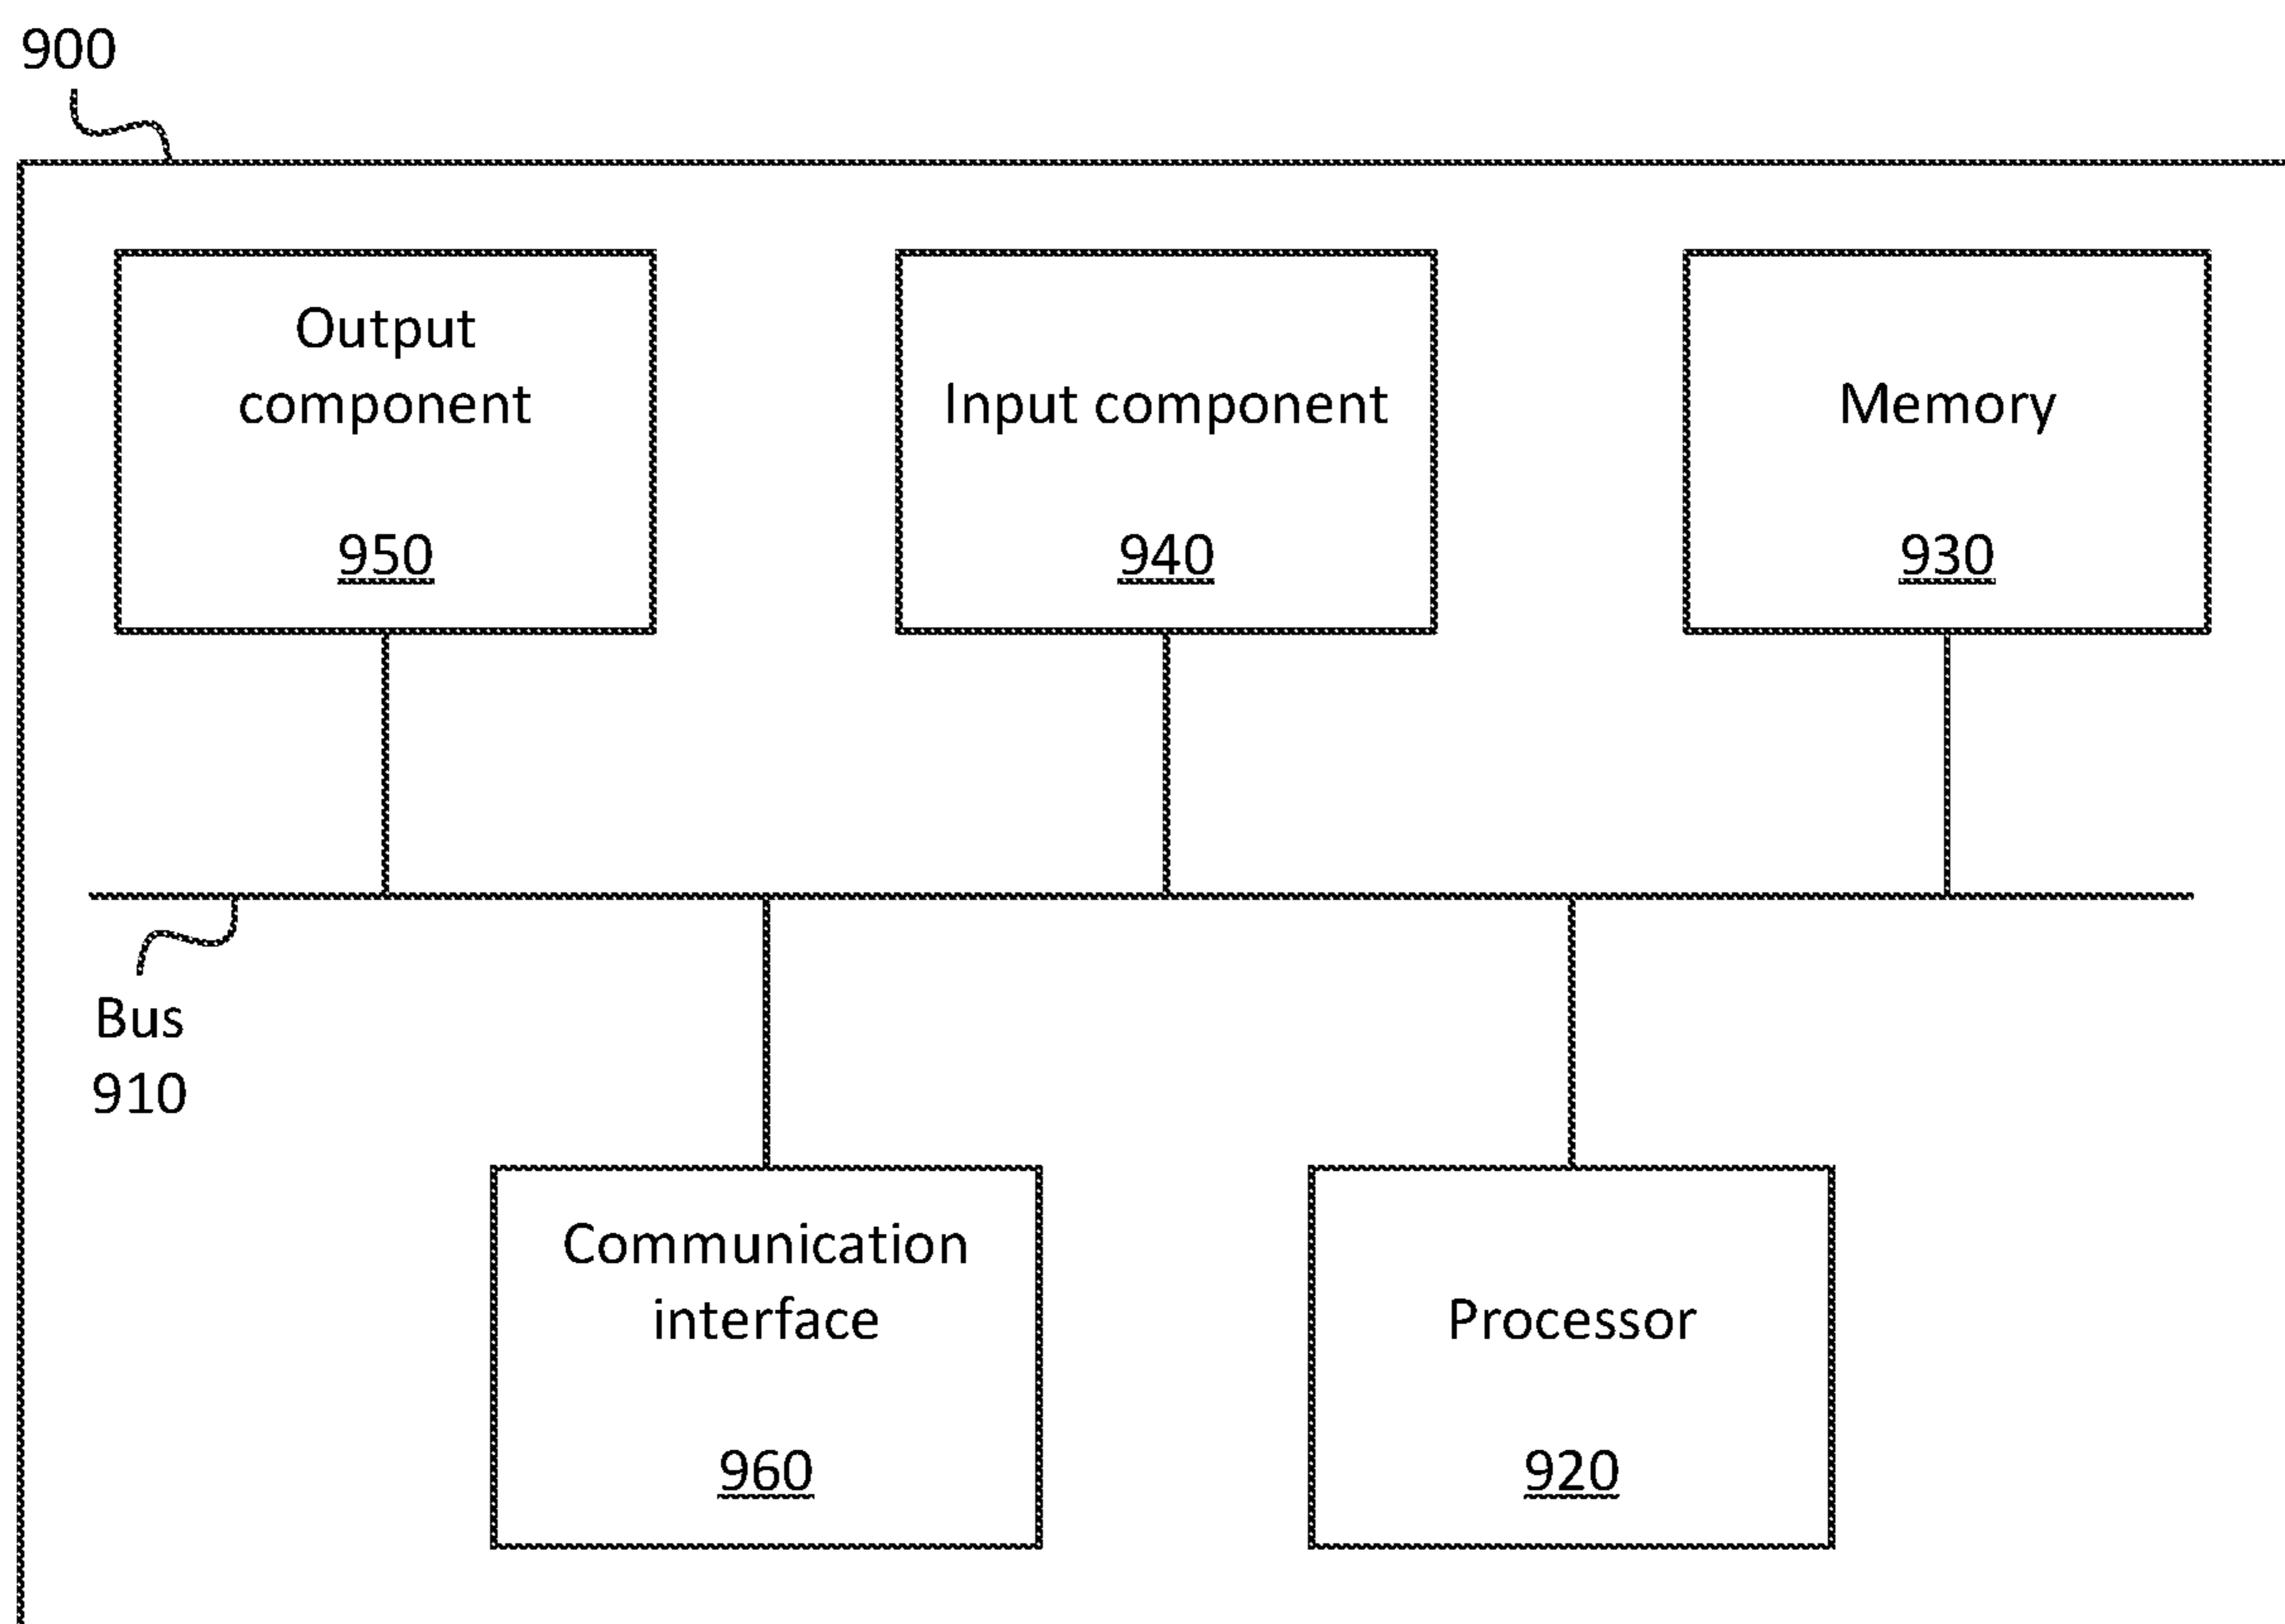 900
Output
component
950
Input component
940
Memory
930
Bus
910
Communication
interface
960
Processor
920